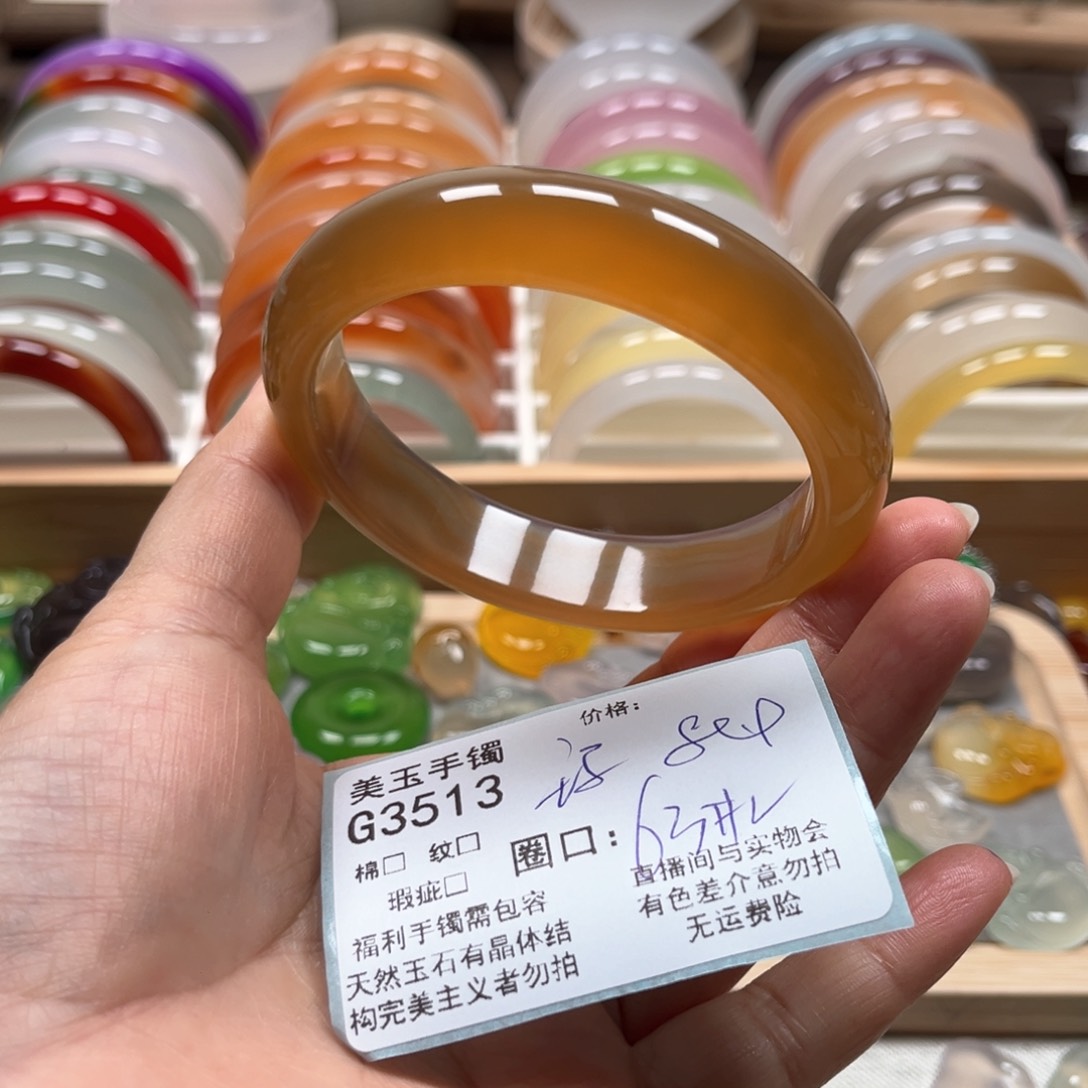 价格:
美玉手镯
G3513
棉□ 纹□ 圈口: 63
瑕疵□
福利手镯需包容
天然玉石有晶体结
构完美主义者勿拍
直播间与实物会
有色差介意勿拍
无运费险